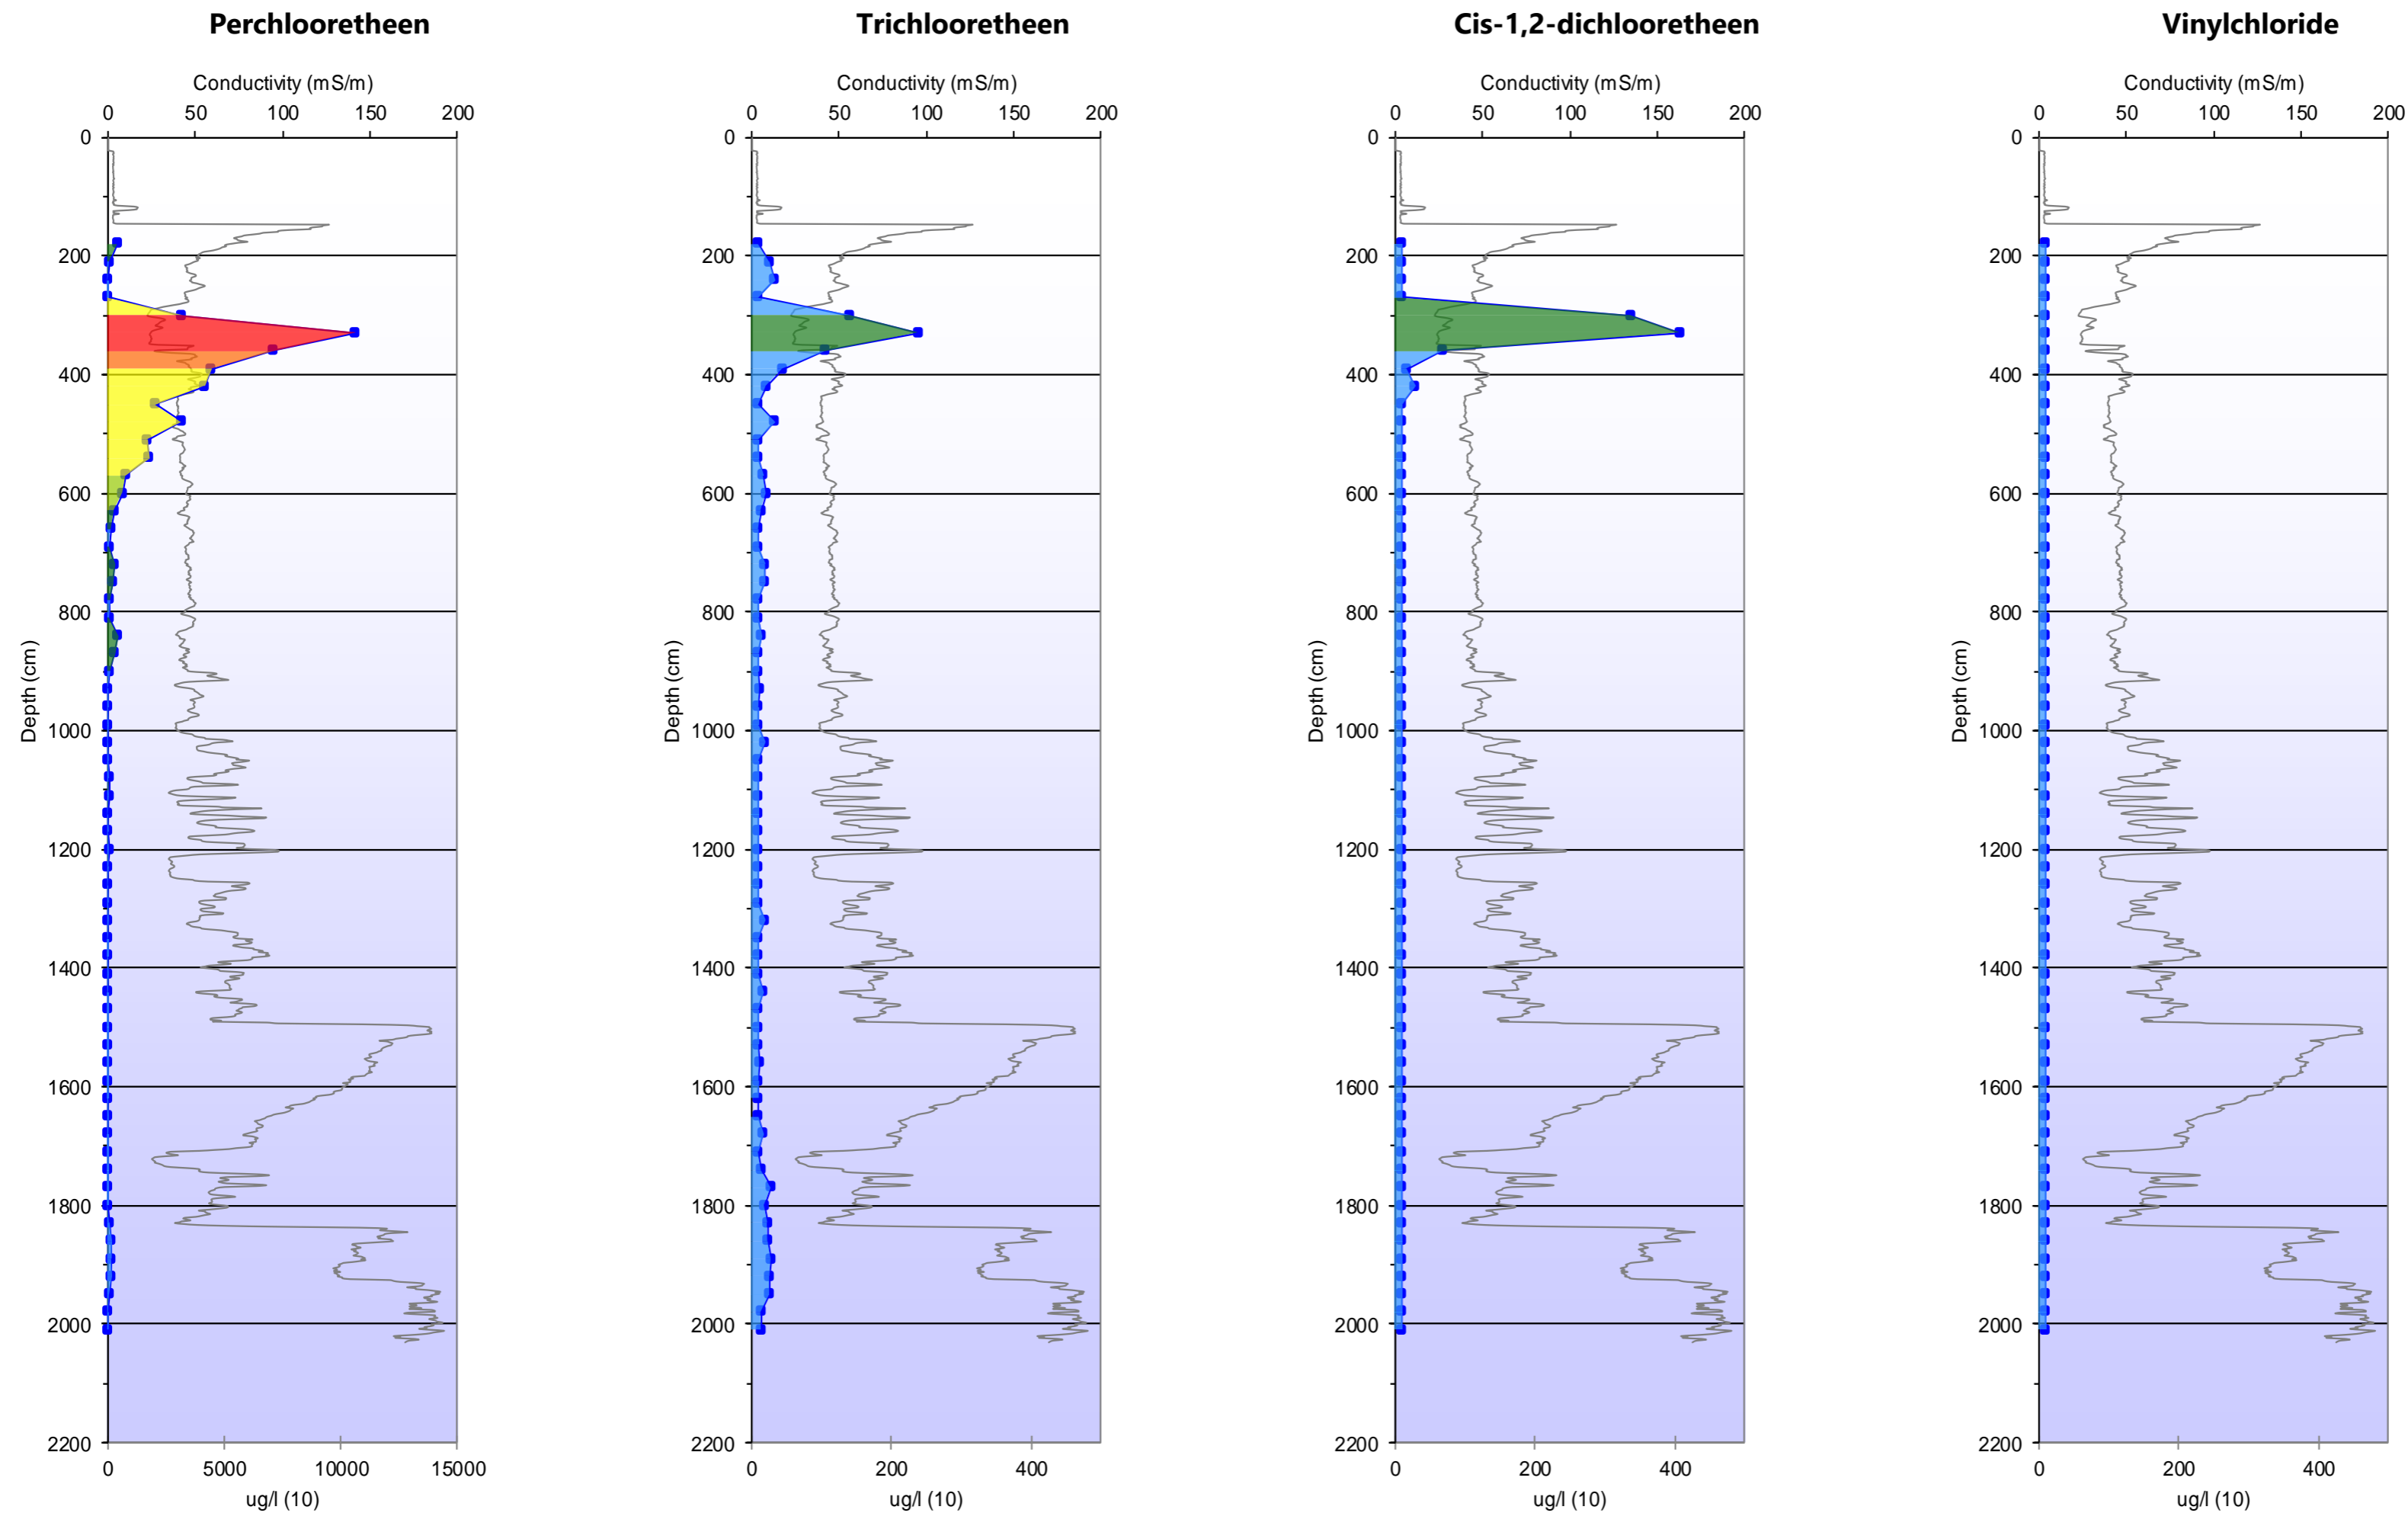 Perchlooretheen
Conductivity (mS/m)
0 50 100 150 200
0
200
400
600
800
1000
1200
1400
1600
1800
2000
2200
Depth (cm)
0 5000 10000 15000
ug/l (10)
Trichlooretheen
Conductivity (mS/m)
0 50 100 150 200
0
200
400
600
800
1000
1200
1400
1600
1800
2000
2200
Depth (cm)
0 200 400
ug/l (10)
Cis-1,2-dichlooretheen
Conductivity (mS/m)
0 50 100 150 200
0
200
400
600
800
1000
1200
1400
1600
1800
2000
2200
Depth (cm)
0 200 400
ug/l (10)
Vinylchloride
Conductivity (mS/m)
0 50 100 150 200
0
200
400
600
800
1000
1200
1400
1600
1800
2000
2200
Depth (cm)
0 200 400
ug/l (10)